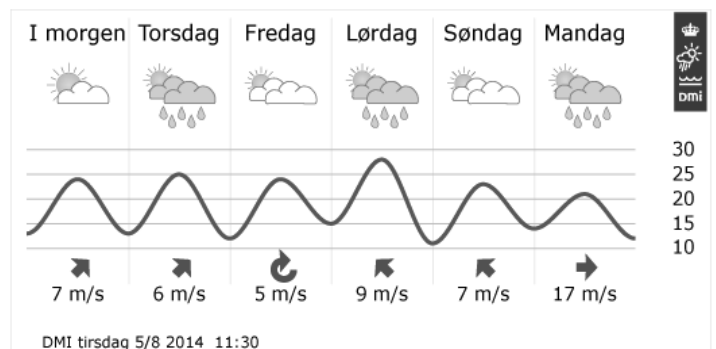 I morgen Torsdag Fredag Lørdag Søndag Mandag
DMi
30
25
20
15
10
7 m/s 6 m/s 5 m/s 9 m/s 7 m/s 17 m/s
DMI tirsdag 5/8 2014 11:30